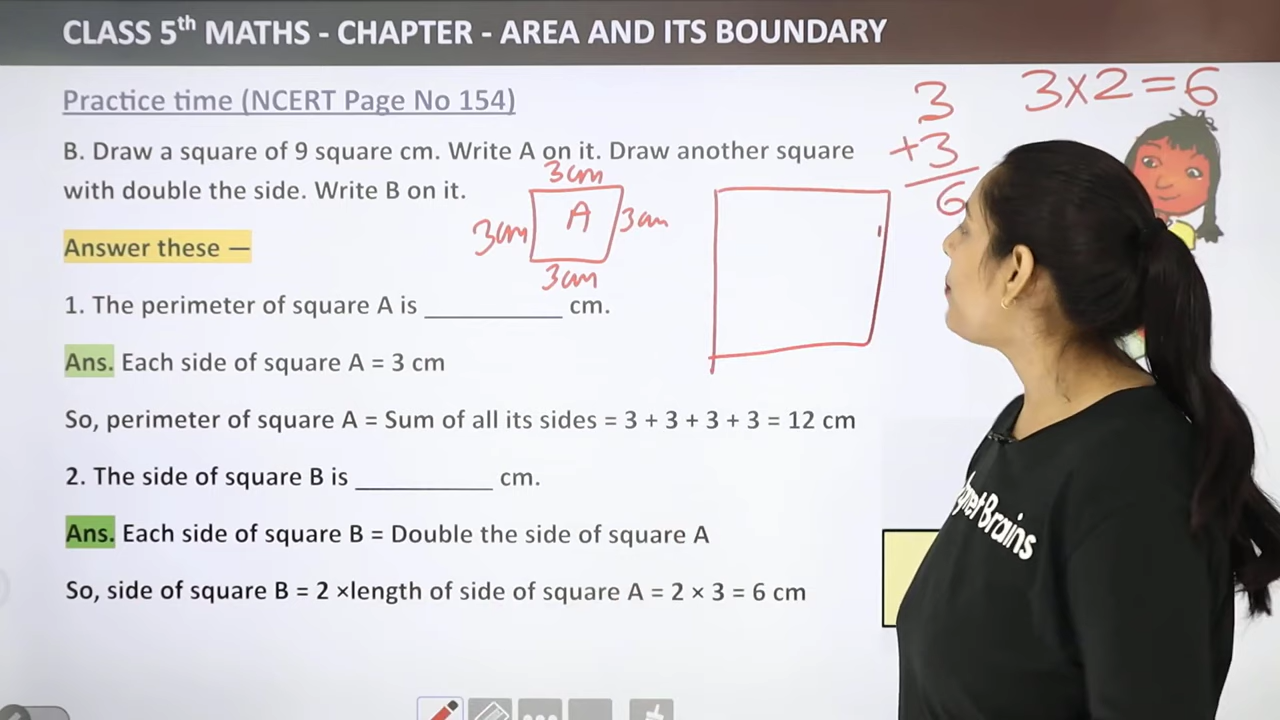 CLASS 5th MATHS - CHAPTER - AREA AND ITS BOUNDARY
Practice time (NCERT Page No 154)
3
+3
6
3×2=6
B. Draw a square of 9 square cm. Write A on it. Draw another square
with double the side. Write B on it.
3cm
3cm
A
3cm
3cm
Answer these —
1. The perimeter of square A is __________ cm.
Ans. Each side of square A = 3 cm
So, perimeter of square A = Sum of all its sides = 3 + 3 + 3 + 3 = 12 cm
2. The side of square B is __________ cm.
Ans. Each side of square B = Double the side of square A
So, side of square B = 2 ×length of side of square A = 2 × 3 = 6 cm
Brains